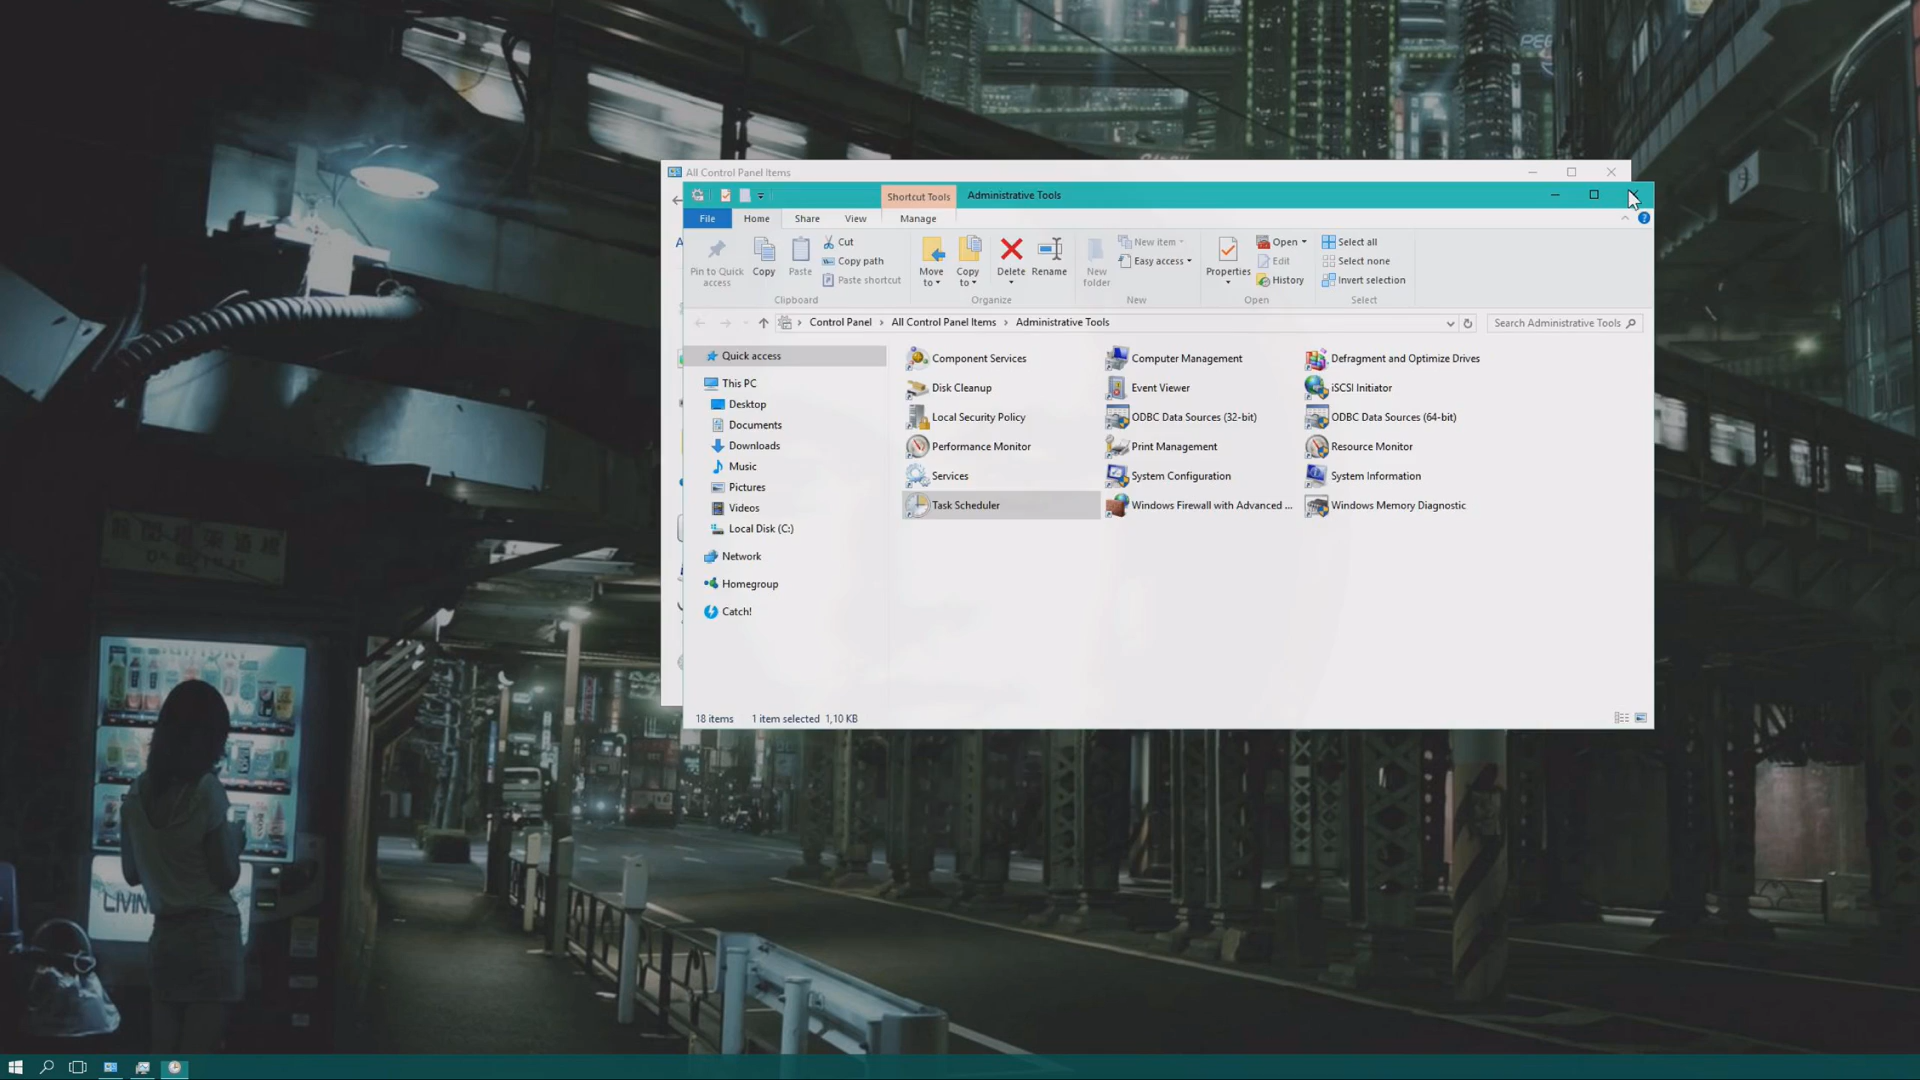 All Control Panel Items
Shortcut Tools
Administrative Tools
File
Home
Share
View
Manage
Pin to Quick access
Copy
Paste
Cut
Copy path
Paste shortcut
Clipboard
Move to
Copy to
Delete
Rename
Organize
New folder
New item
Easy access
New
Properties
Open
Edit
History
Open
Select all
Select none
Invert selection
Select
Control Panel
All Control Panel Items
Administrative Tools
Search Administrative Tools
Quick access
This PC
Desktop
Documents
Downloads
Music
Pictures
Videos
Local Disk (C:)
Network
Homegroup
Catch!
Component Services
Computer Management
Defragment and Optimize Drives
Disk Cleanup
Event Viewer
iSCSI Initiator
Local Security Policy
ODBC Data Sources (32-bit)
ODBC Data Sources (64-bit)
Performance Monitor
Print Management
Resource Monitor
Services
System Configuration
System Information
Task Scheduler
Windows Firewall with Advanced ...
Windows Memory Diagnostic
18 items
1 item selected 1,10 KB